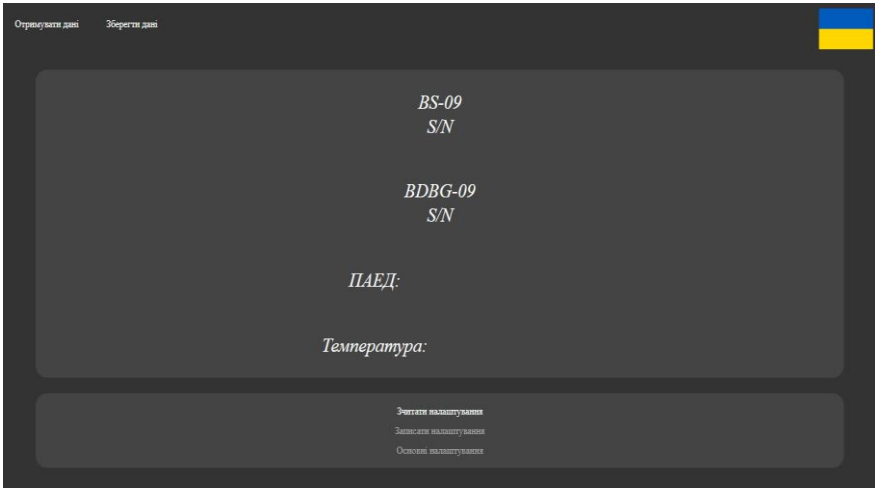 Отримувати дані Зберегти дані
BS-09
S/N
BDBG-09
S/N
ПАЕД:
Температура:
Зчитати налаштування
Записати налаштування
Основні налаштування